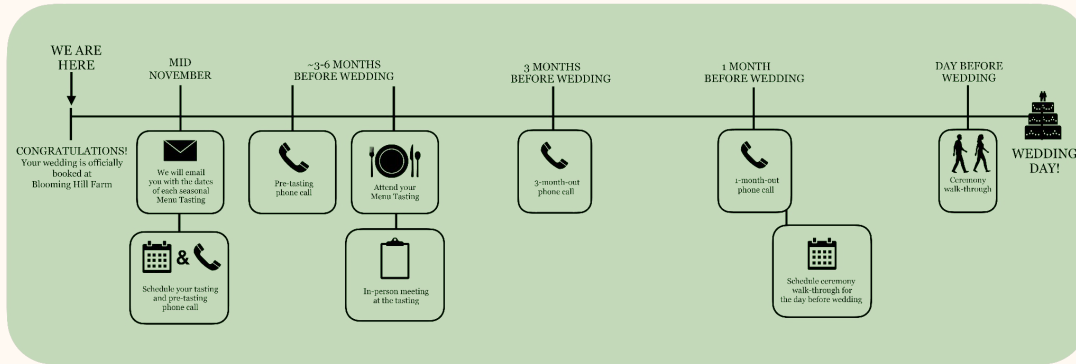 WE ARE
HERE
CONGRATULATIONS!
Your wedding is officially
booked at
Blooming Hill Farm
MID
NOVEMBER
We will email
you with the dates
of each seasonal
Menu Tasting
&
Schedule your tasting
and pre-tasting
phone call
~3-6 MONTHS
BEFORE WEDDING
Pre-tasting
phone call
Attend your
Menu Tasting
In-person meeting
at the tasting
3 MONTHS
BEFORE WEDDING
3-month-out
phone call
1 MONTH
BEFORE WEDDING
1-month-out
phone call
Schedule ceremony
walk-through for
the day before wedding
DAY BEFORE
WEDDING
Ceremony
walk-through
WEDDING
DAY!